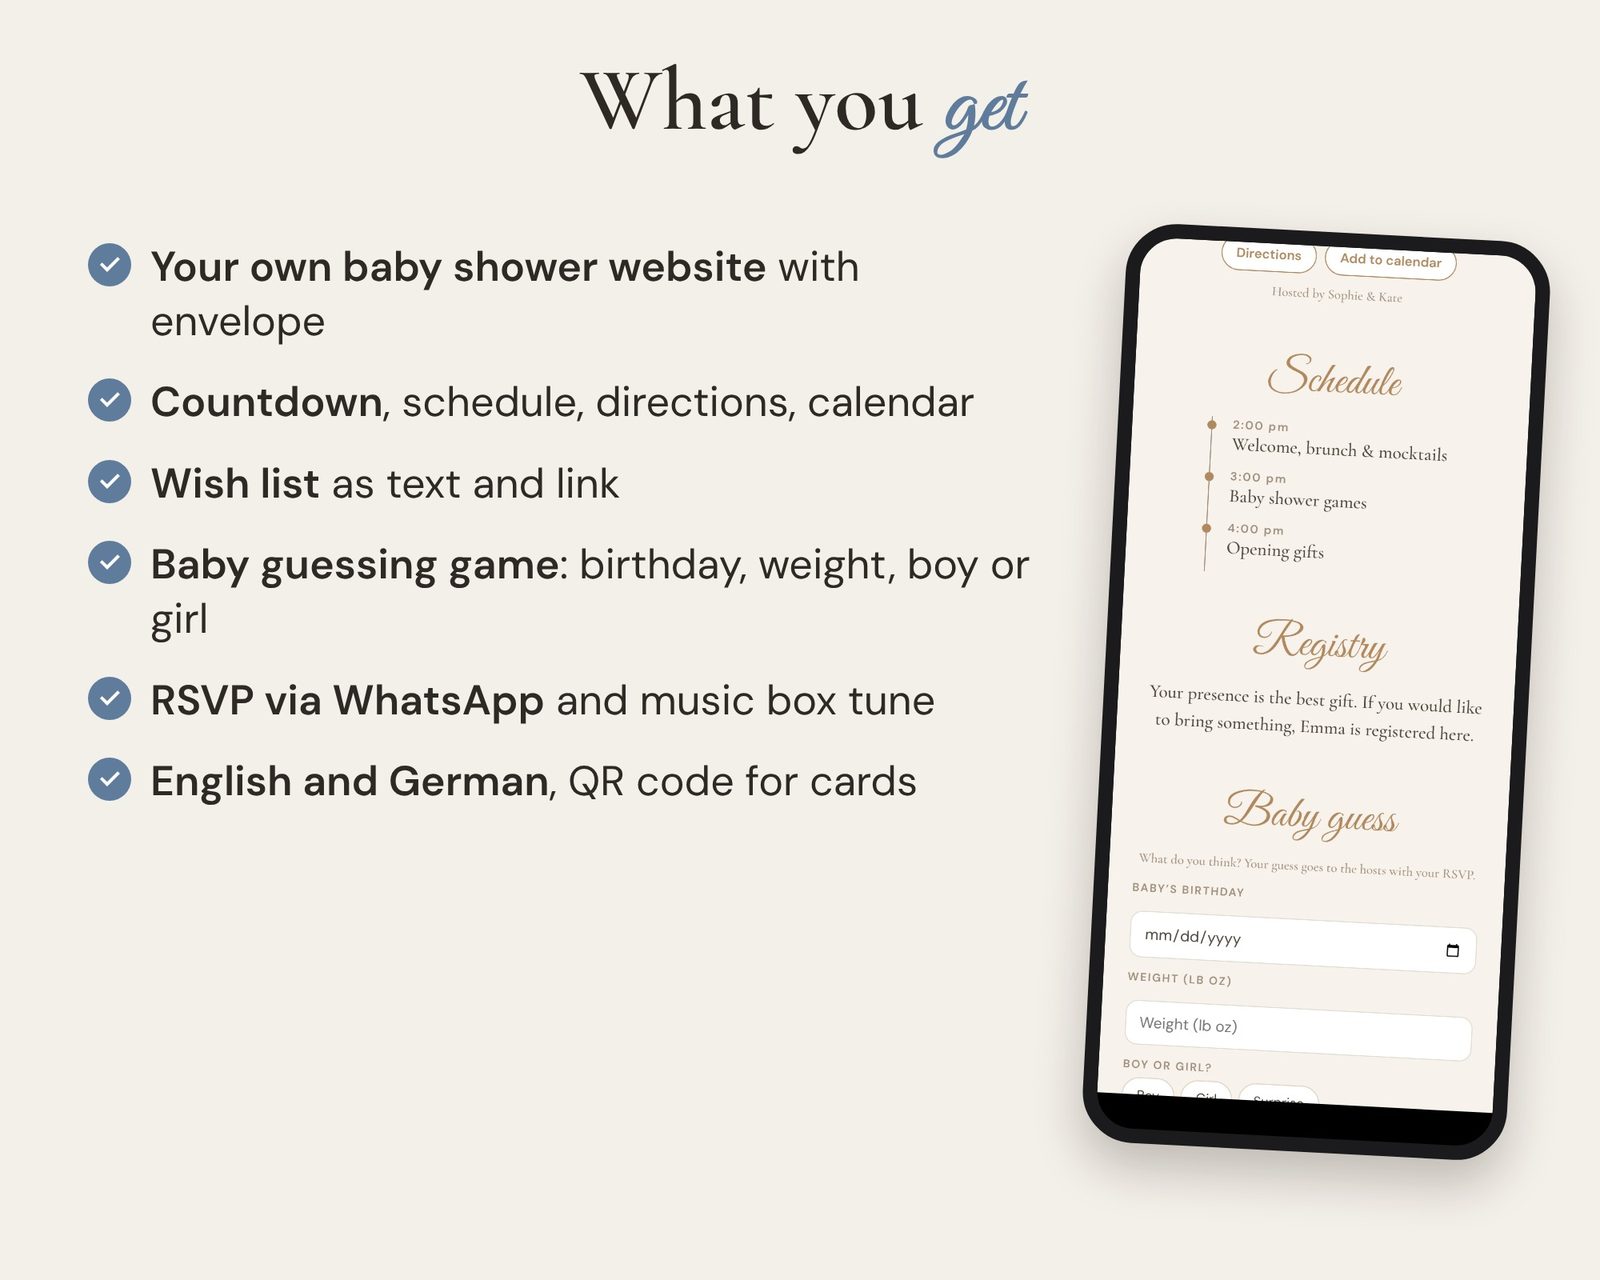 What you get
Your own baby shower website with
envelope
Countdown, schedule, directions, calendar
Wish list as text and link
Baby guessing game: birthday, weight, boy or
girl
RSVP via WhatsApp and music box tune
English and German, QR code for cards
Directions
Add to calendar
Hosted by Sophie & Kate
Schedule
2:00 pm
Welcome, brunch & mocktails
3:00 pm
Baby shower games
4:00 pm
Opening gifts
Registry
Your presence is the best gift. If you would like
to bring something, Emma is registered here.
Baby guess
What do you think? Your guess goes to the hosts with your RSVP.
BABY'S BIRTHDAY
mm/dd/yyyy
WEIGHT (LB OZ)
Weight (lb oz)
BOY OR GIRL?
Boy
Girl
Surprise